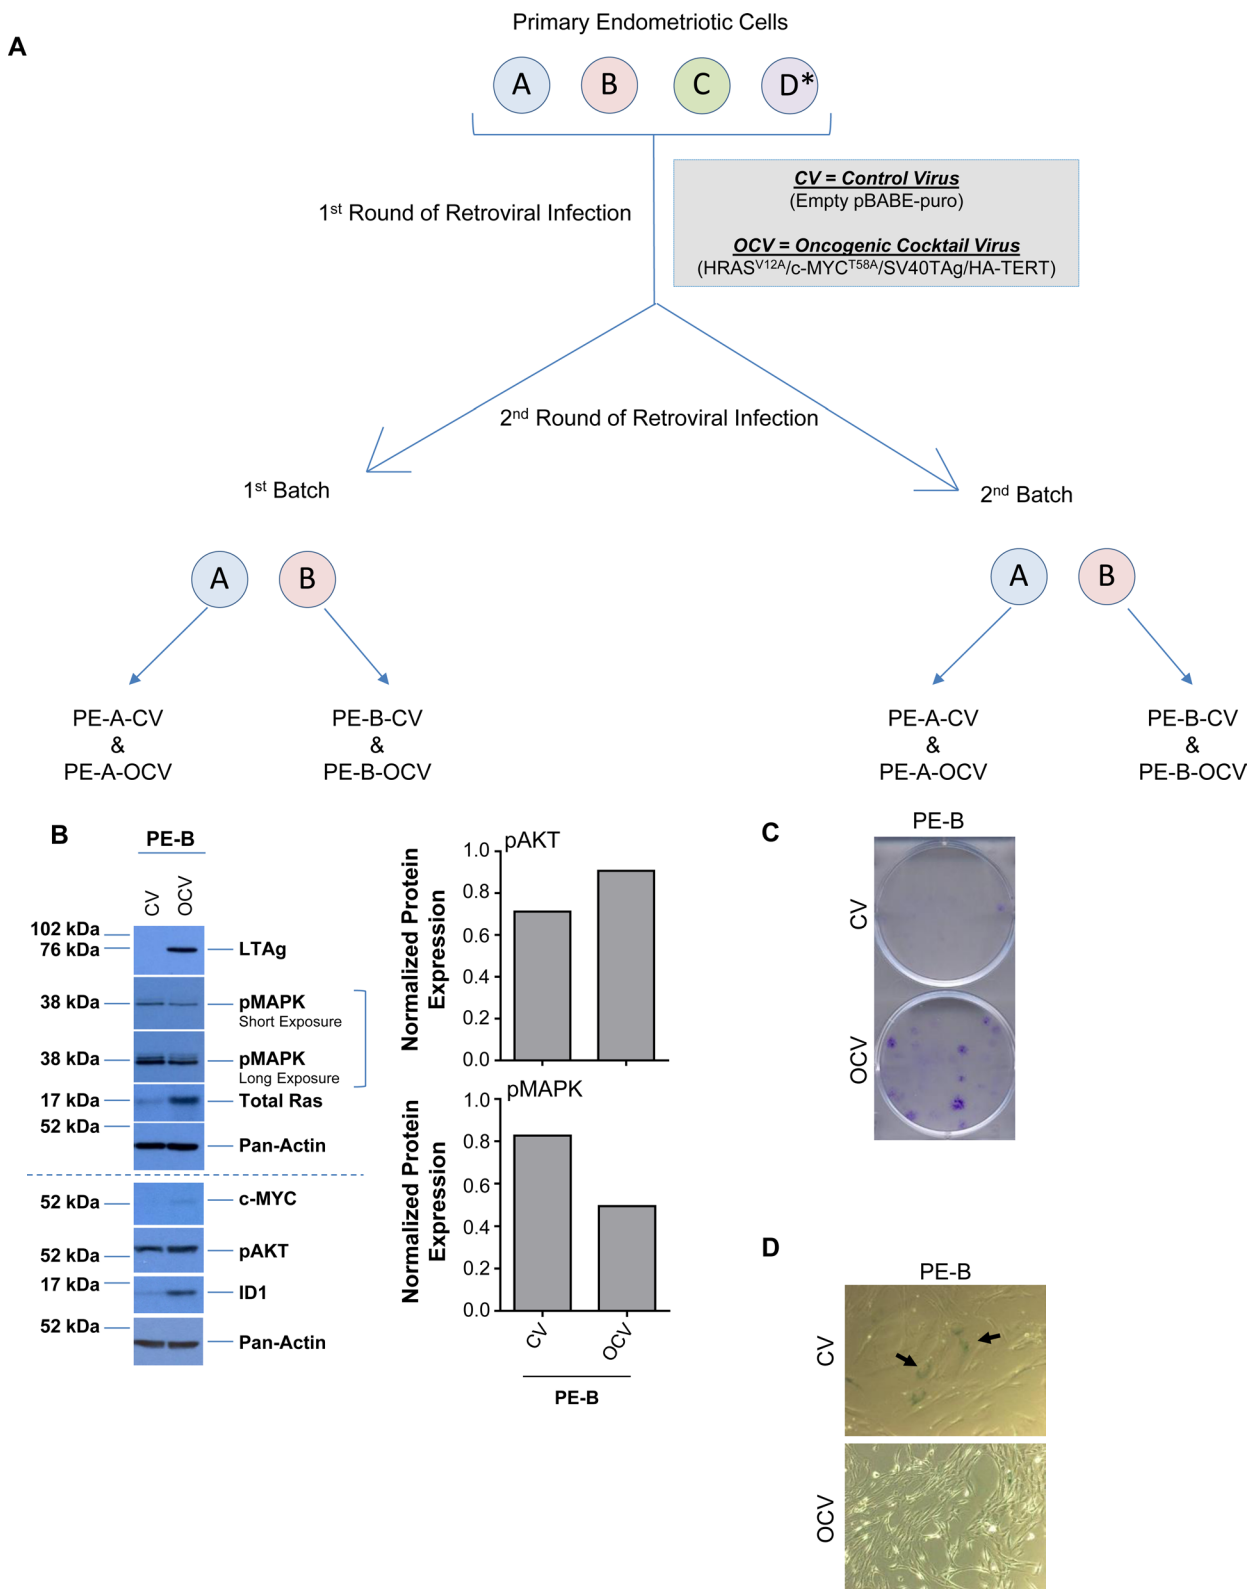 A
Primary Endometriotic Cells
A B C D*
1st Round of Retroviral Infection
CV = Control Virus
(Empty pBABE-puro)
OCV = Oncogenic Cocktail Virus
(HRASV12A/c-MYCT58A/SV40TAg/HA-TERT)
2nd Round of Retroviral Infection
1st Batch
2nd Batch
A B
A B
PE-A-CV
&
PE-A-OCV
PE-B-CV
&
PE-B-OCV
PE-A-CV
&
PE-A-OCV
PE-B-CV
&
PE-B-OCV
B
PE-B
CV OCV
102 kDa
76 kDa
LTAg
38 kDa
pMAPK
Short Exposure
38 kDa
pMAPK
Long Exposure
17 kDa
Total Ras
52 kDa
Pan-Actin
52 kDa
c-MYC
52 kDa
pAKT
17 kDa
ID1
52 kDa
Pan-Actin
pAKT
Normalized Protein
Expression
1.0
0.8
0.6
0.4
0.2
0.0
pMAPK
Normalized Protein
Expression
1.0
0.8
0.6
0.4
0.2
0.0
CV OCV
PE-B
C
PE-B
CV
OCV
D
PE-B
CV
OCV